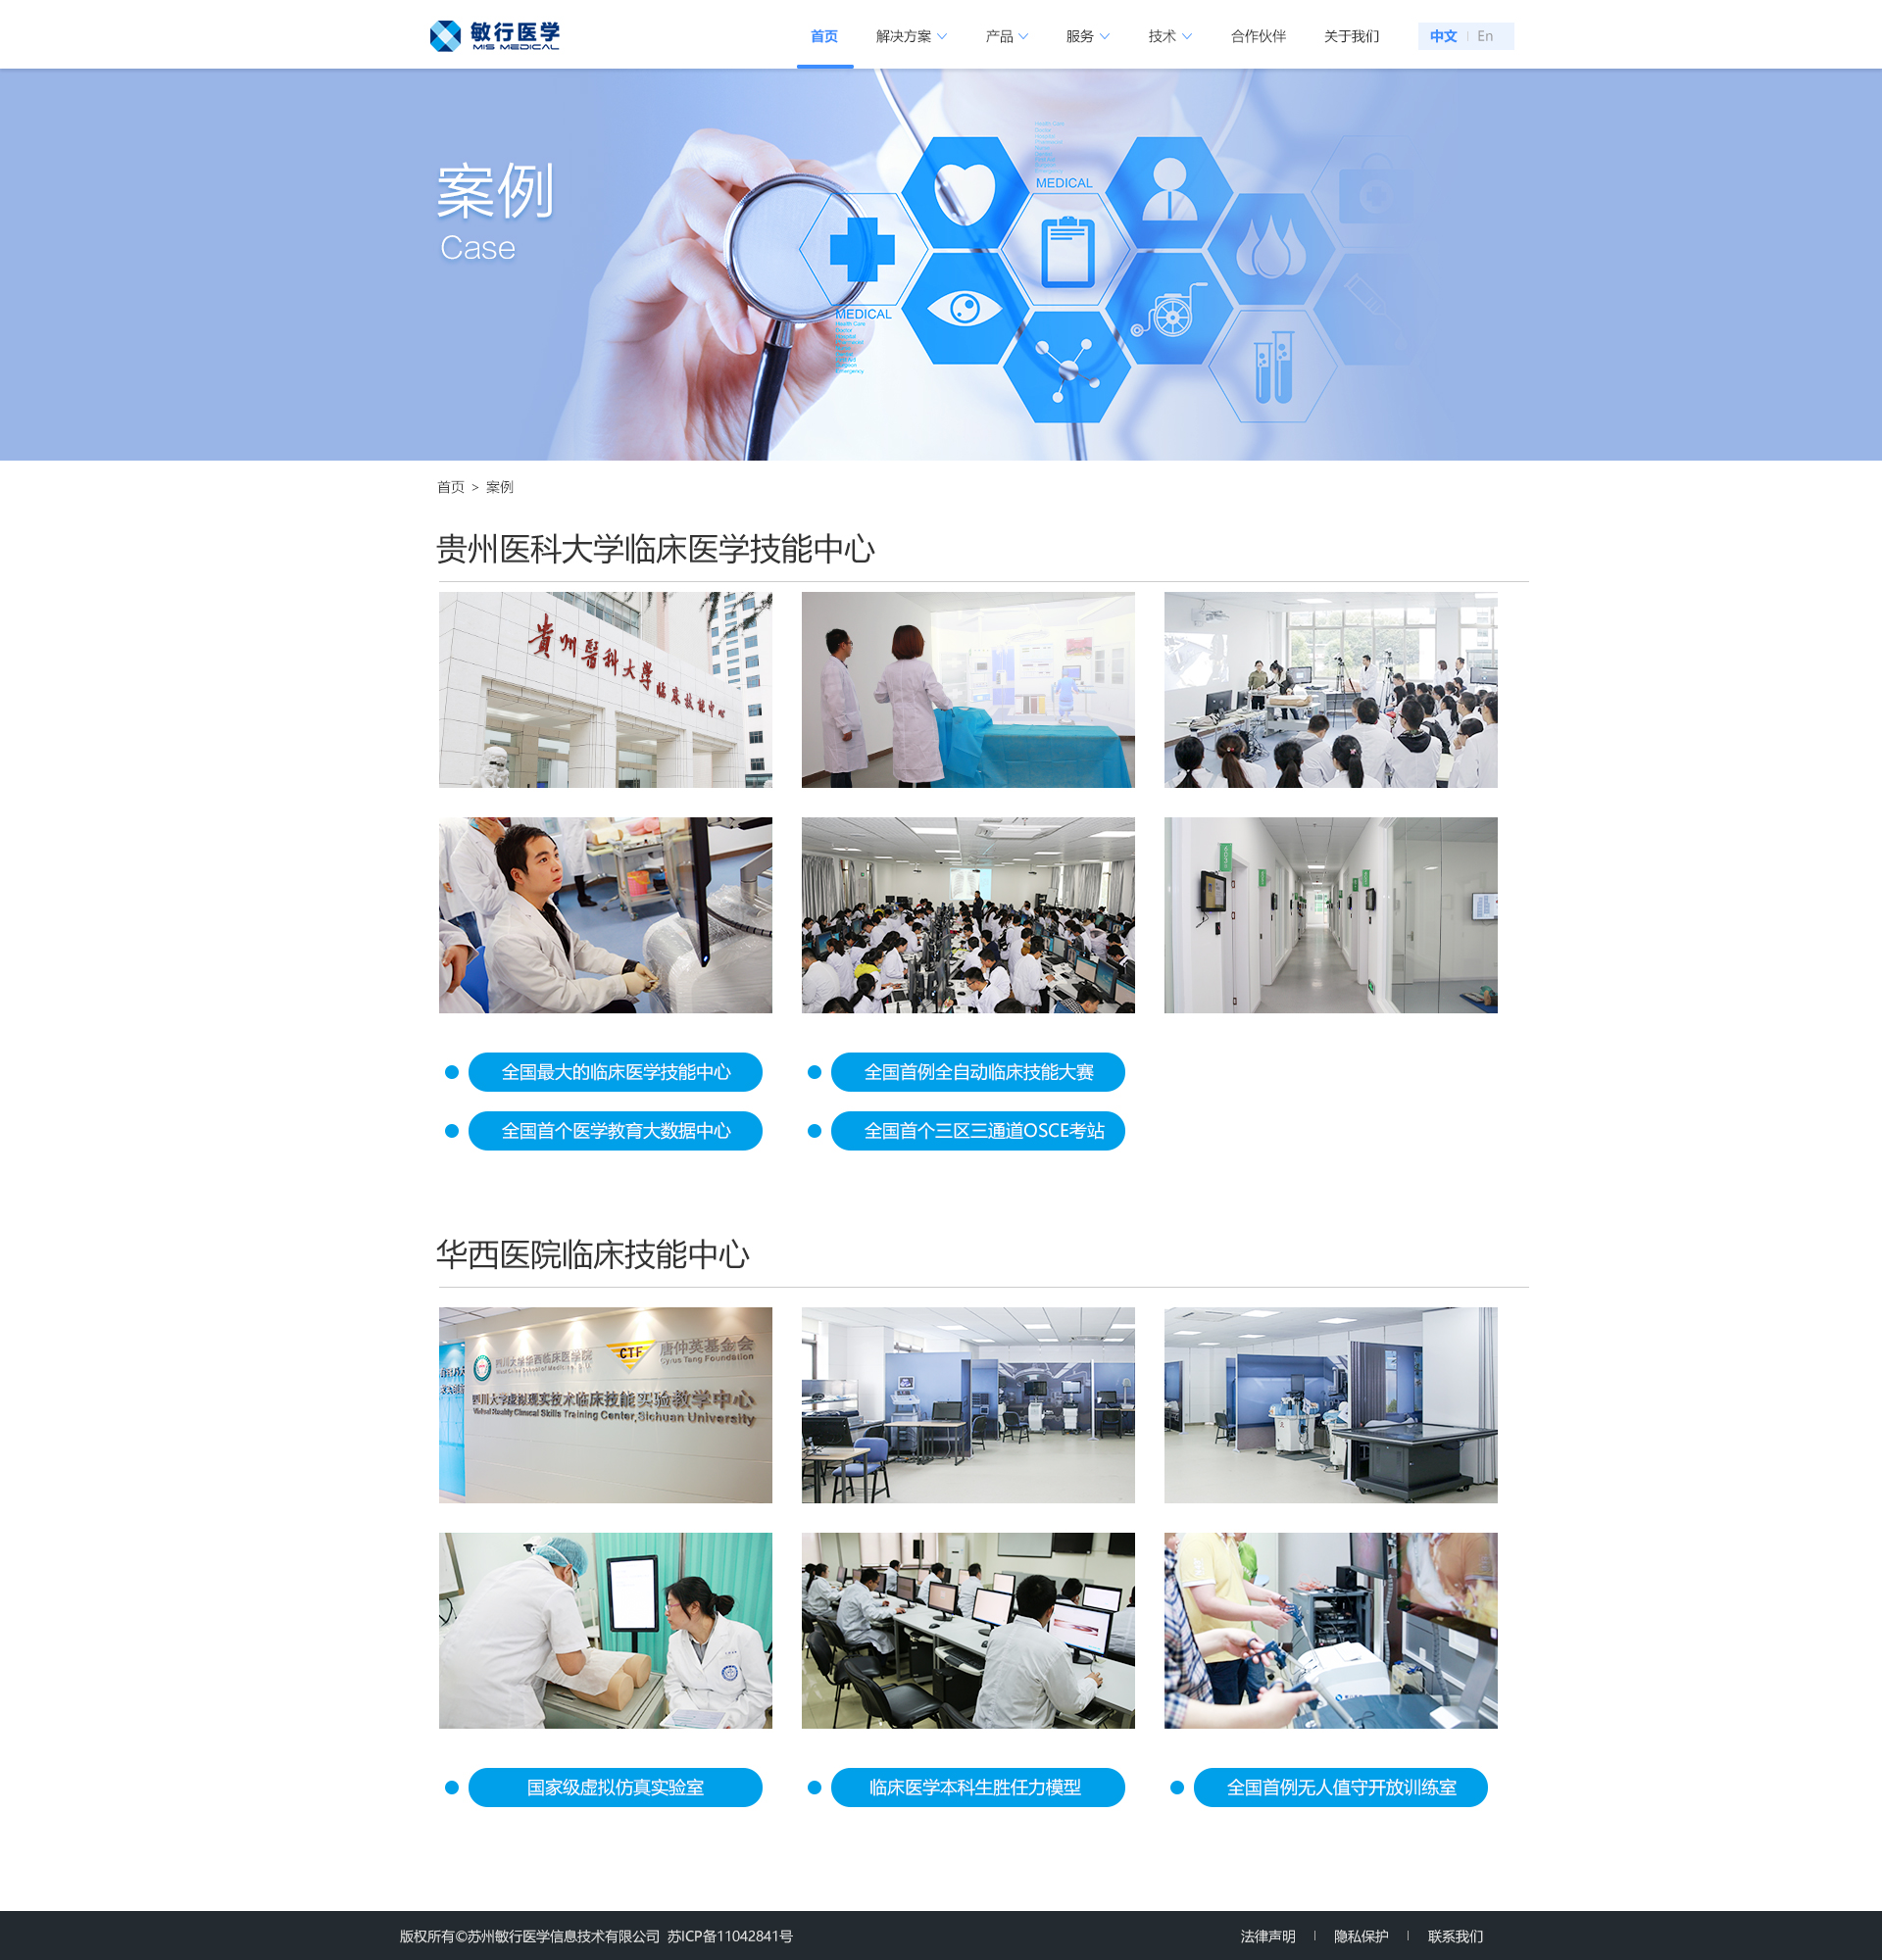 敏行医学
MIS MEDICAL
首页
解决方案
产品
服务
技术
合作伙伴
关于我们
中文 | En
案例
Case
Health Care
Doctor
Hospital
MEDICAL
MEDICAL
Health Care
Doctor
Hospital
Emergency
首页 > 案例
贵州医科大学临床医学技能中心
貴州醫科大學临床技能中心
全国最大的临床医学技能中心
全国首例全自动临床技能大赛
全国首个医学教育大数据中心
全国首个三区三通道OSCE考站
华西医院临床技能中心
四川大学华西临床医学院
CTF
唐仲英基金会
Cyrus Tang Foundation
四川大学虚拟现实技术临床技能实验教学中心
Virtual Reality Clinical Skills Training Center, Sichuan University
国家级虚拟仿真实验室
临床医学本科生胜任力模型
全国首例无人值守开放训练室
版权所有©苏州敏行医学信息技术有限公司 苏ICP备11042841号
法律声明 | 隐私保护 | 联系我们